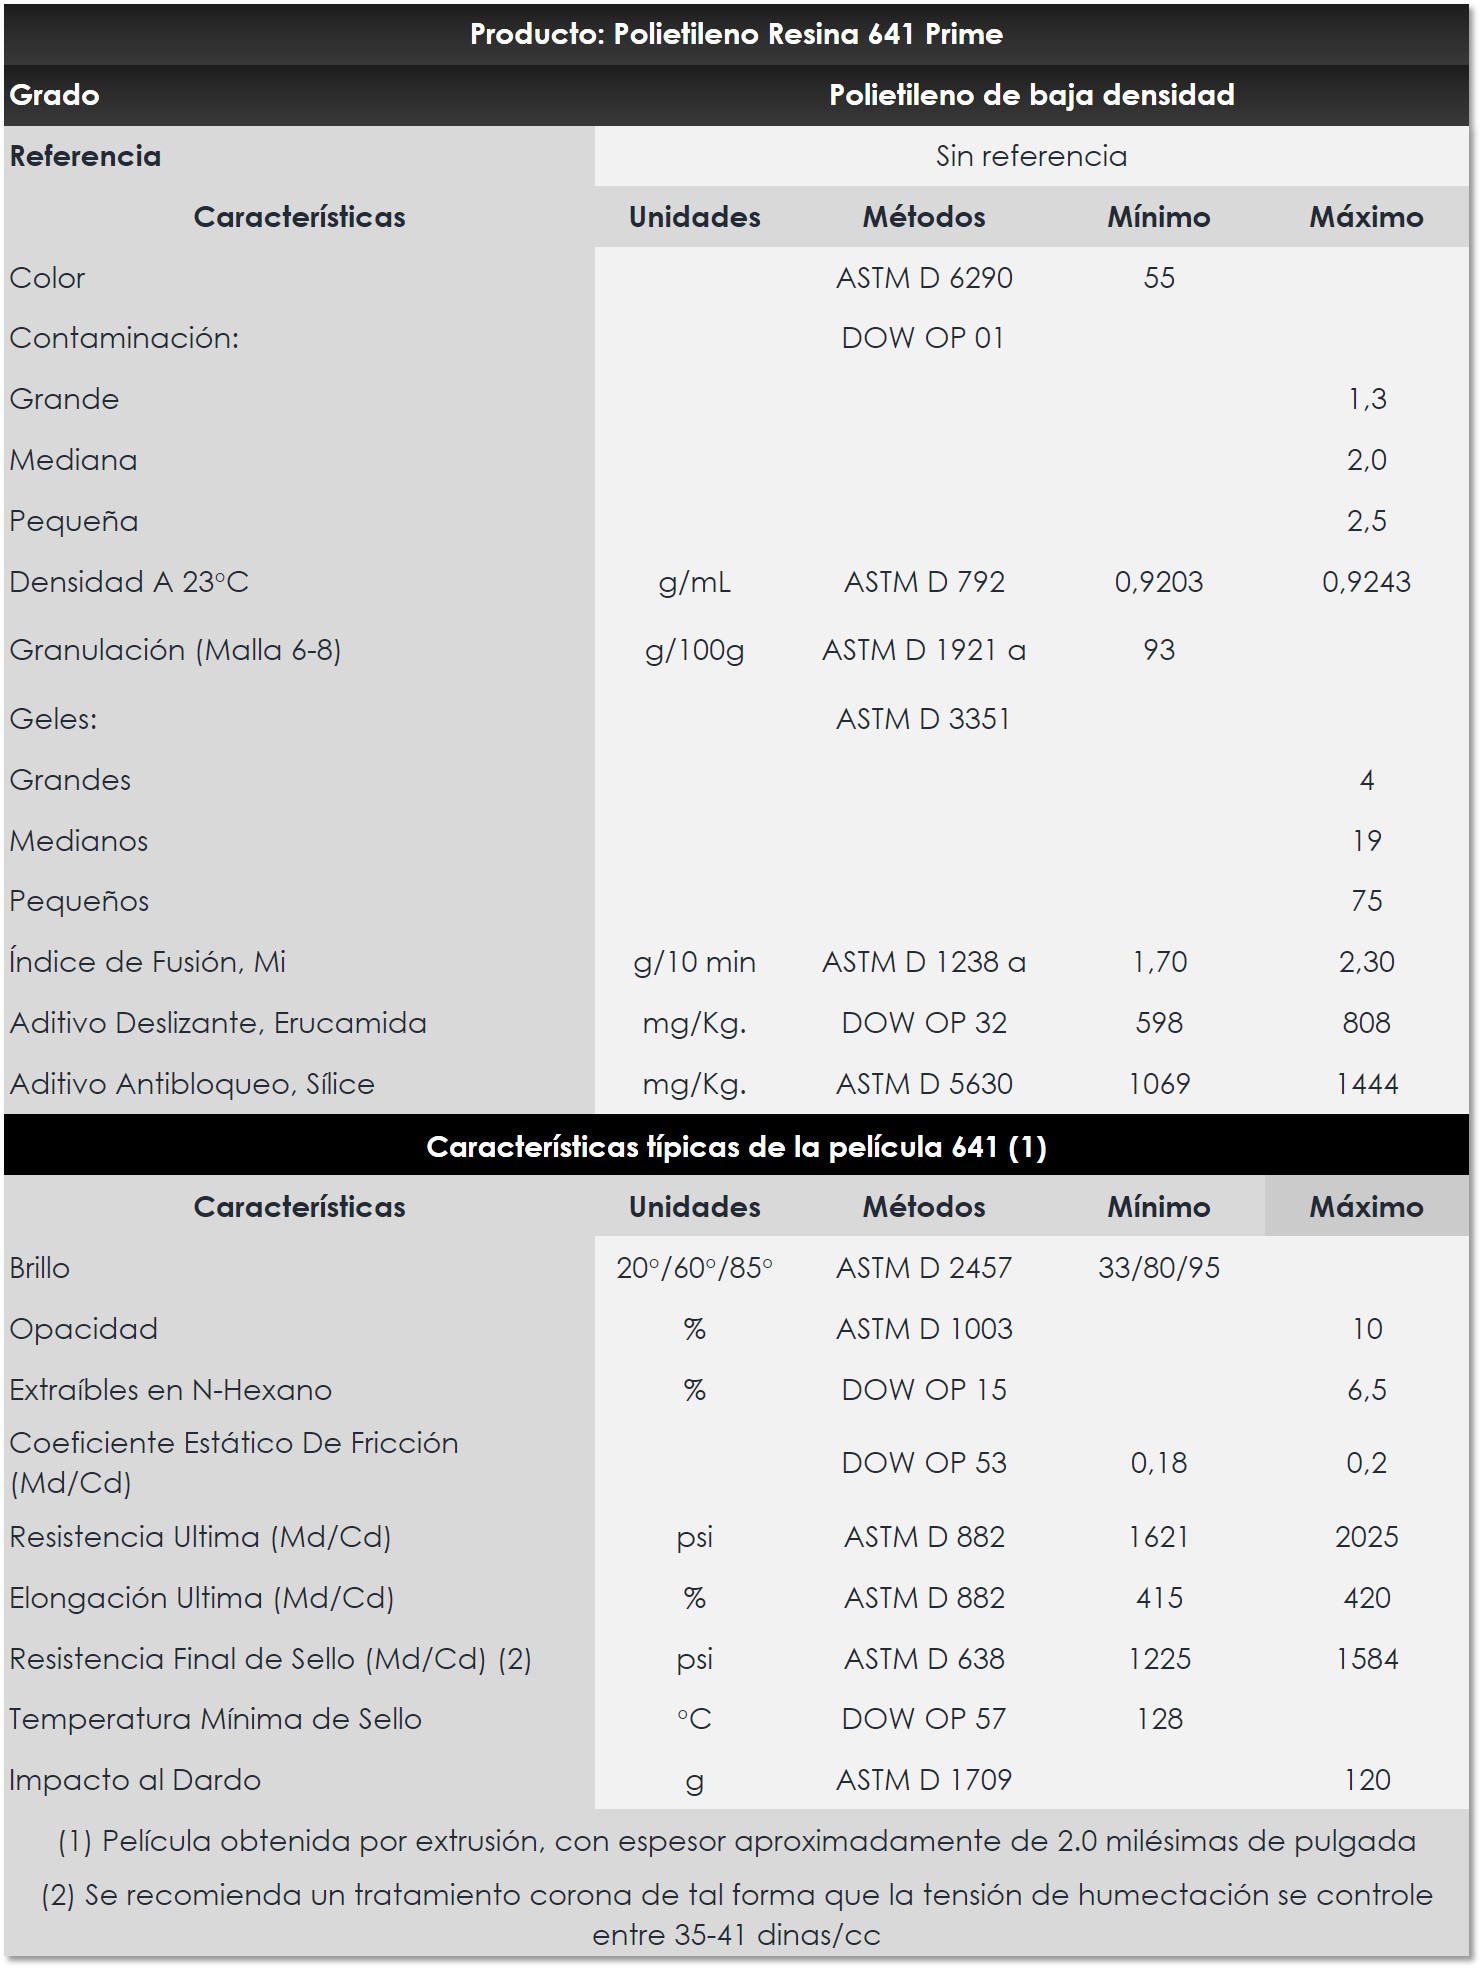 Producto: Polietileno Resina 641 Prime
Grado Polietileno de baja densidad
Referencia Sin referencia
Características Unidades Métodos Mínimo Máximo
Color ASTM D 6290 55
Contaminación: DOW OP 01
Grande 1,3
Mediana 2,0
Pequeña 2,5
Densidad A 23°C g/mL ASTM D 792 0,9203 0,9243
Granulación (Malla 6-8) g/100g ASTM D 1921 a 93
Geles: ASTM D 3351
Grandes 4
Medianos 19
Pequeños 75
Índice de Fusión, Mi g/10 min ASTM D 1238 a 1,70 2,30
Aditivo Deslizante, Erucamida mg/Kg. DOW OP 32 598 808
Aditivo Antibloqueo, Sílice mg/Kg. ASTM D 5630 1069 1444
Características típicas de la película 641 (1)
Características Unidades Métodos Mínimo Máximo
Brillo 20°/60°/85° ASTM D 2457 33/80/95
Opacidad % ASTM D 1003 10
Extraíbles en N-Hexano % DOW OP 15 6,5
Coeficiente Estático De Fricción
(Md/Cd) DOW OP 53 0,18 0,2
Resistencia Ultima (Md/Cd) psi ASTM D 882 1621 2025
Elongación Ultima (Md/Cd) % ASTM D 882 415 420
Resistencia Final de Sello (Md/Cd) (2) psi ASTM D 638 1225 1584
Temperatura Mínima de Sello °C DOW OP 57 128
Impacto al Dardo g ASTM D 1709 120
(1) Película obtenida por extrusión, con espesor aproximadamente de 2.0 milésimas de pulgada
(2) Se recomienda un tratamiento corona de tal forma que la tensión de humectación se controle
entre 35-41 dinas/cc